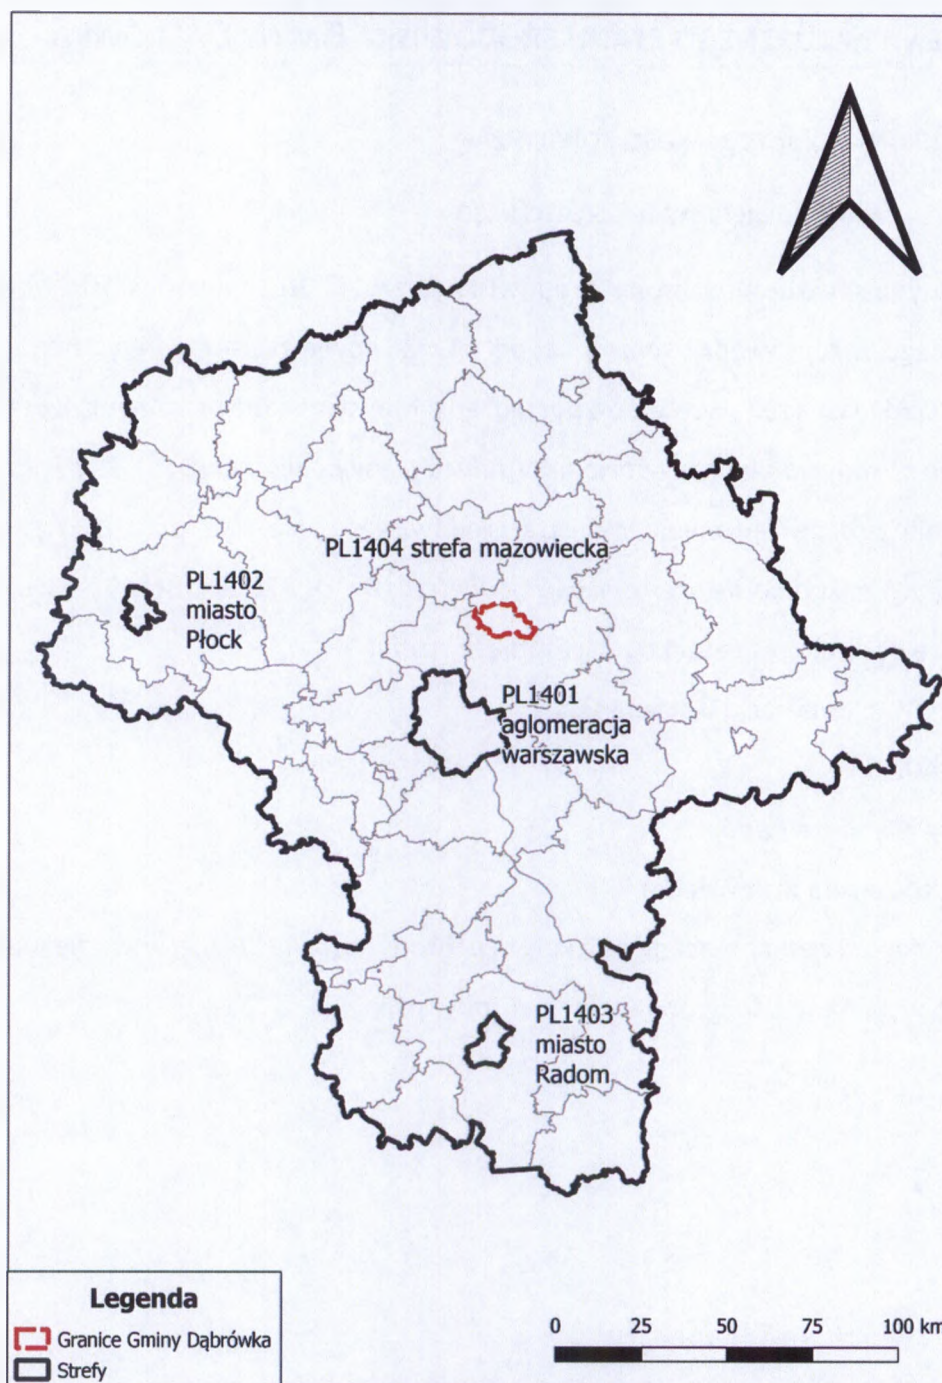 PL1404 strefa mazowiecka
PL1402
miasto
Płock
PL1401
aglomeracja
warszawska
PL1403
miasto
Radom
Legenda
Granice Gminy Dąbrówka
Strefy
0 25 50 75 100 km